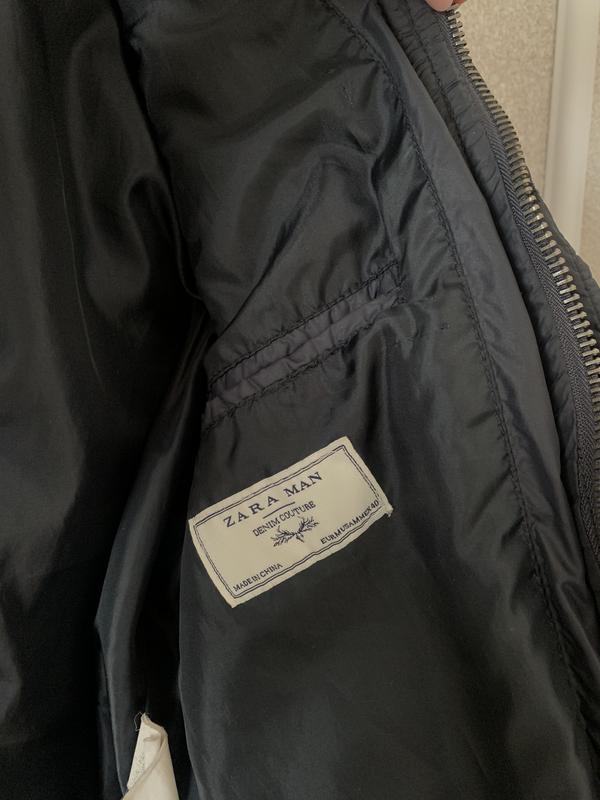 ZARA MAN
DENIM COUTURE
MADE IN CHINA
EUR M USA M MEX 40